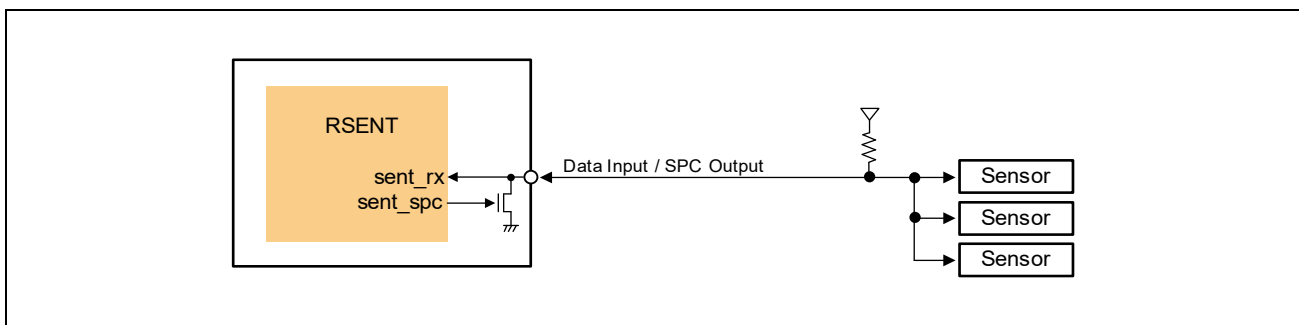 RSENT
sent_rx
sent_spc
Data Input / SPC Output
Sensor
Sensor
Sensor